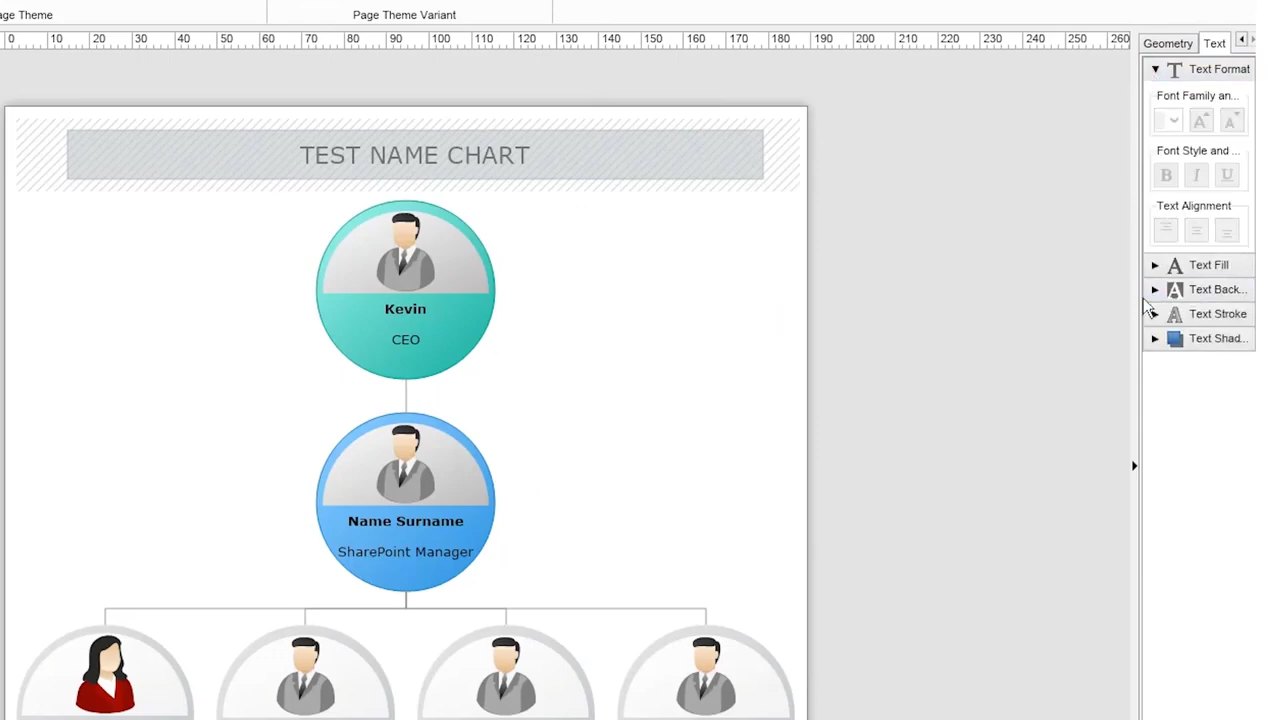 age Theme
Page Theme Variant
0 10 20 30 40 50 60 70 80 90 100 110 120 130 140 150 160 170 180 190 200 210 220 230 240 250 260
Geometry Text
T Text Format
Font Family an...
A A
Font Style and ...
B I U
Text Alignment
A Text Fill
A Text Back...
A Text Stroke
Text Shad...
TEST NAME CHART
Kevin
CEO
Name Surname
SharePoint Manager